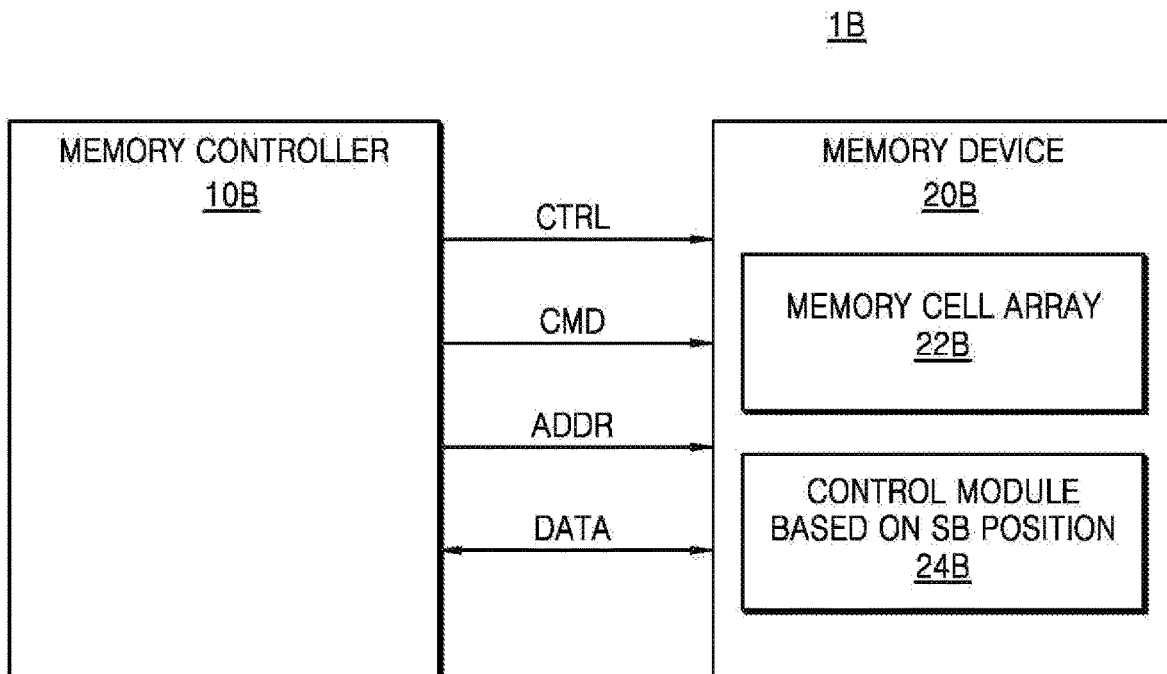 1B
MEMORY CONTROLLER
10B
CTRL
CMD
ADDR
DATA
MEMORY DEVICE
20B
MEMORY CELL ARRAY
22B
CONTROL MODULE
BASED ON SB POSITION
24B